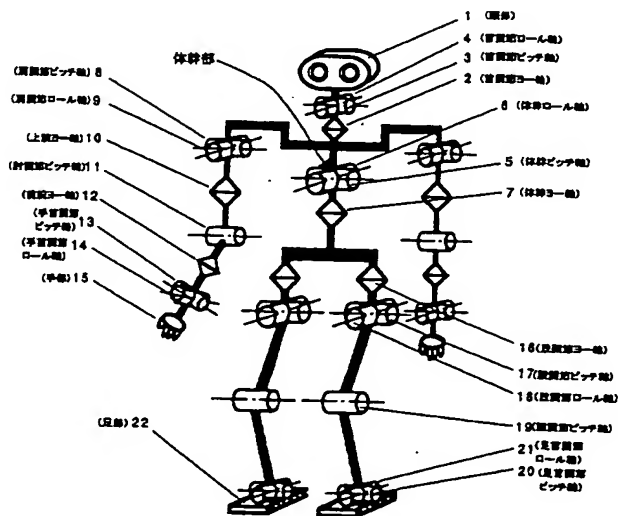 1 (頭部)
4 (首関節ロール軸)
3 (首関節ピッチ軸)
2 (首関節ヨー軸)
体幹部
6 (体幹ロール軸)
5 (体幹ピッチ軸)
7 (体幹ヨー軸)
(肩関節ピッチ軸) 8
(肩関節ロール軸) 9
(上腕ヨー軸) 10
(肘関節ピッチ軸) 11
(前腕ヨー軸) 12
(手首関節
ピッチ軸) 13
(手首関節 14
ロール軸)
(手部) 15
16 (股関節ヨー軸)
17 (股関節ピッチ軸)
18 (股関節ロール軸)
19 (膝関節ピッチ軸)
21 (足首関節
ロール軸)
20 (足首関節
ピッチ軸)
(足部) 22